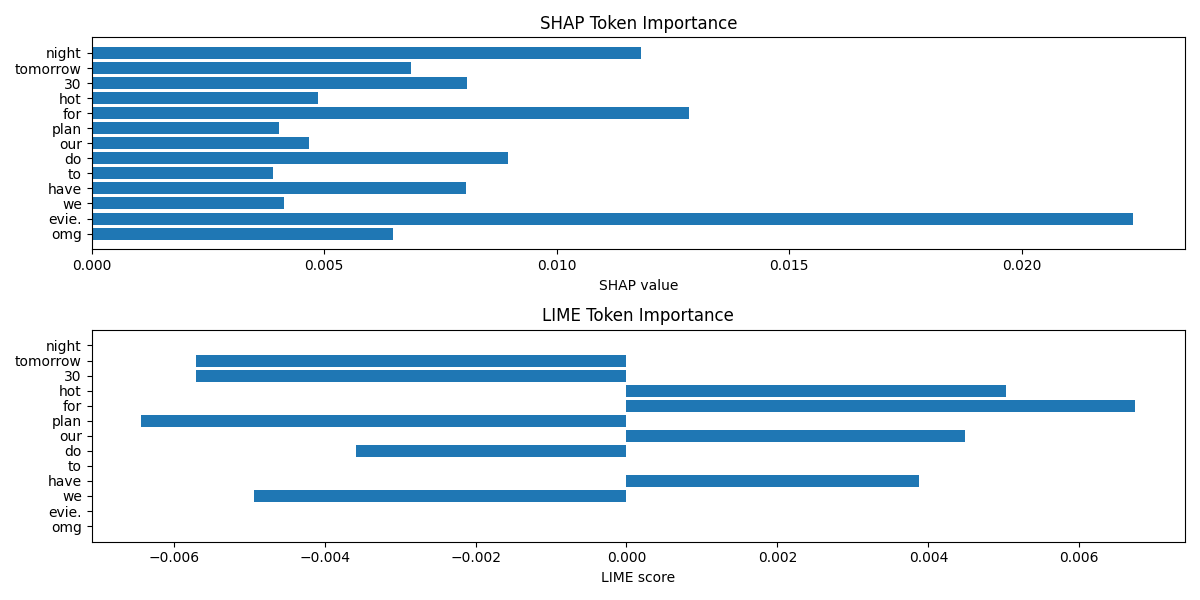 SHAP Token Importance
night
tomorrow
30
hot
for
plan
our
do
to
have
we
evie.
omg
0.000 0.005 0.010 0.015 0.020
SHAP value
LIME Token Importance
night
tomorrow
30
hot
for
plan
our
do
to
have
we
evie.
omg
−0.006 −0.004 −0.002 0.000 0.002 0.004 0.006
LIME score